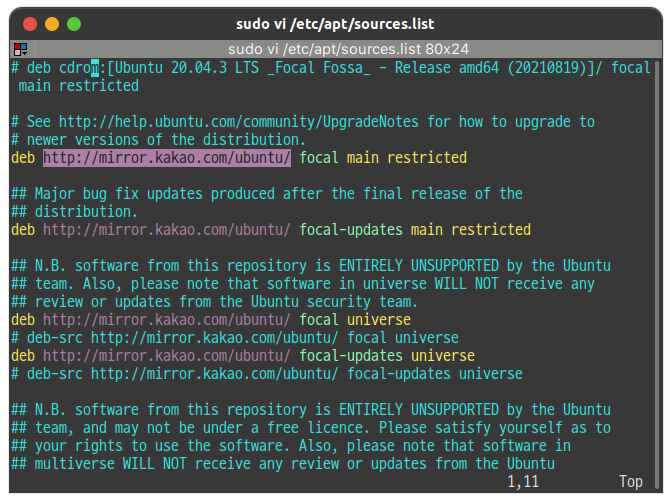 sudo vi /etc/apt/sources.list
sudo vi /etc/apt/sources.list 80x24
# deb cdrom:[Ubuntu 20.04.3 LTS _Focal Fossa_ - Release amd64 (20210819)]/ focal
main restricted
# See http://help.ubuntu.com/community/UpgradeNotes for how to upgrade to
# newer versions of the distribution.
deb http://mirror.kakao.com/ubuntu/ focal main restricted
## Major bug fix updates produced after the final release of the
## distribution.
deb http://mirror.kakao.com/ubuntu/ focal-updates main restricted
## N.B. software from this repository is ENTIRELY UNSUPPORTED by the Ubuntu
## team. Also, please note that software in universe WILL NOT receive any
## review or updates from the Ubuntu security team.
deb http://mirror.kakao.com/ubuntu/ focal universe
# deb-src http://mirror.kakao.com/ubuntu/ focal universe
deb http://mirror.kakao.com/ubuntu/ focal-updates universe
# deb-src http://mirror.kakao.com/ubuntu/ focal-updates universe
## N.B. software from this repository is ENTIRELY UNSUPPORTED by the Ubuntu
## team, and may not be under a free licence. Please satisfy yourself as to
## your rights to use the software. Also, please note that software in
## multiverse WILL NOT receive any review or updates from the Ubuntu
1,11 Top